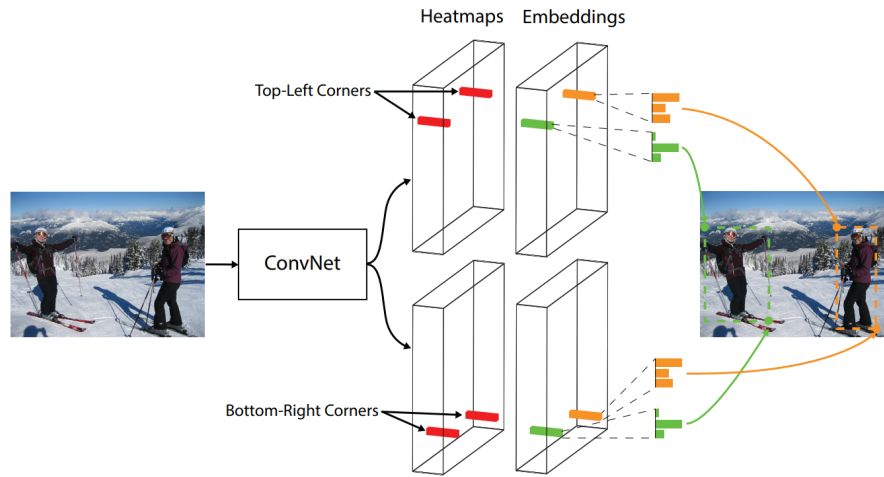 Heatmaps
Embeddings
Top-Left Corners
ConvNet
Bottom-Right Corners